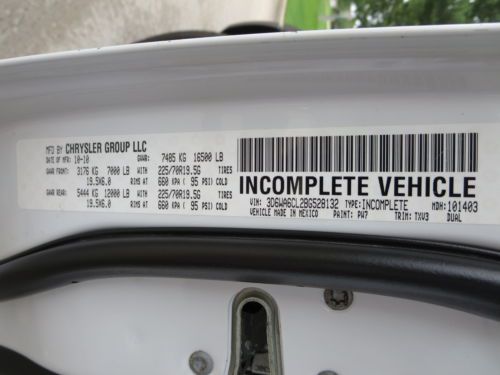 MFD BY CHRYSLER GROUP LLC
DATE OF MFR: 10-10 GVWR: 7485 KG 16500 LB
GAWR FRONT: 3176 KG 7000 LB WITH 225/70R19.5G TIRES
19.5X6.0 RIMS AT 660 KPA ( 95 PSI) COLD
GAWR REAR: 5444 KG 12000 LB WITH 225/70R19.5G TIRES
19.5X6.0 RIMS AT 660 KPA ( 95 PSI) COLD
INCOMPLETE VEHICLE
VIN: 3D6WA6CL2BG528132 TYPE: INCOMPLETE MDH: 101403
VEHICLE MADE IN MEXICO PAINT: PW7 TRIM: TXV3 DUAL